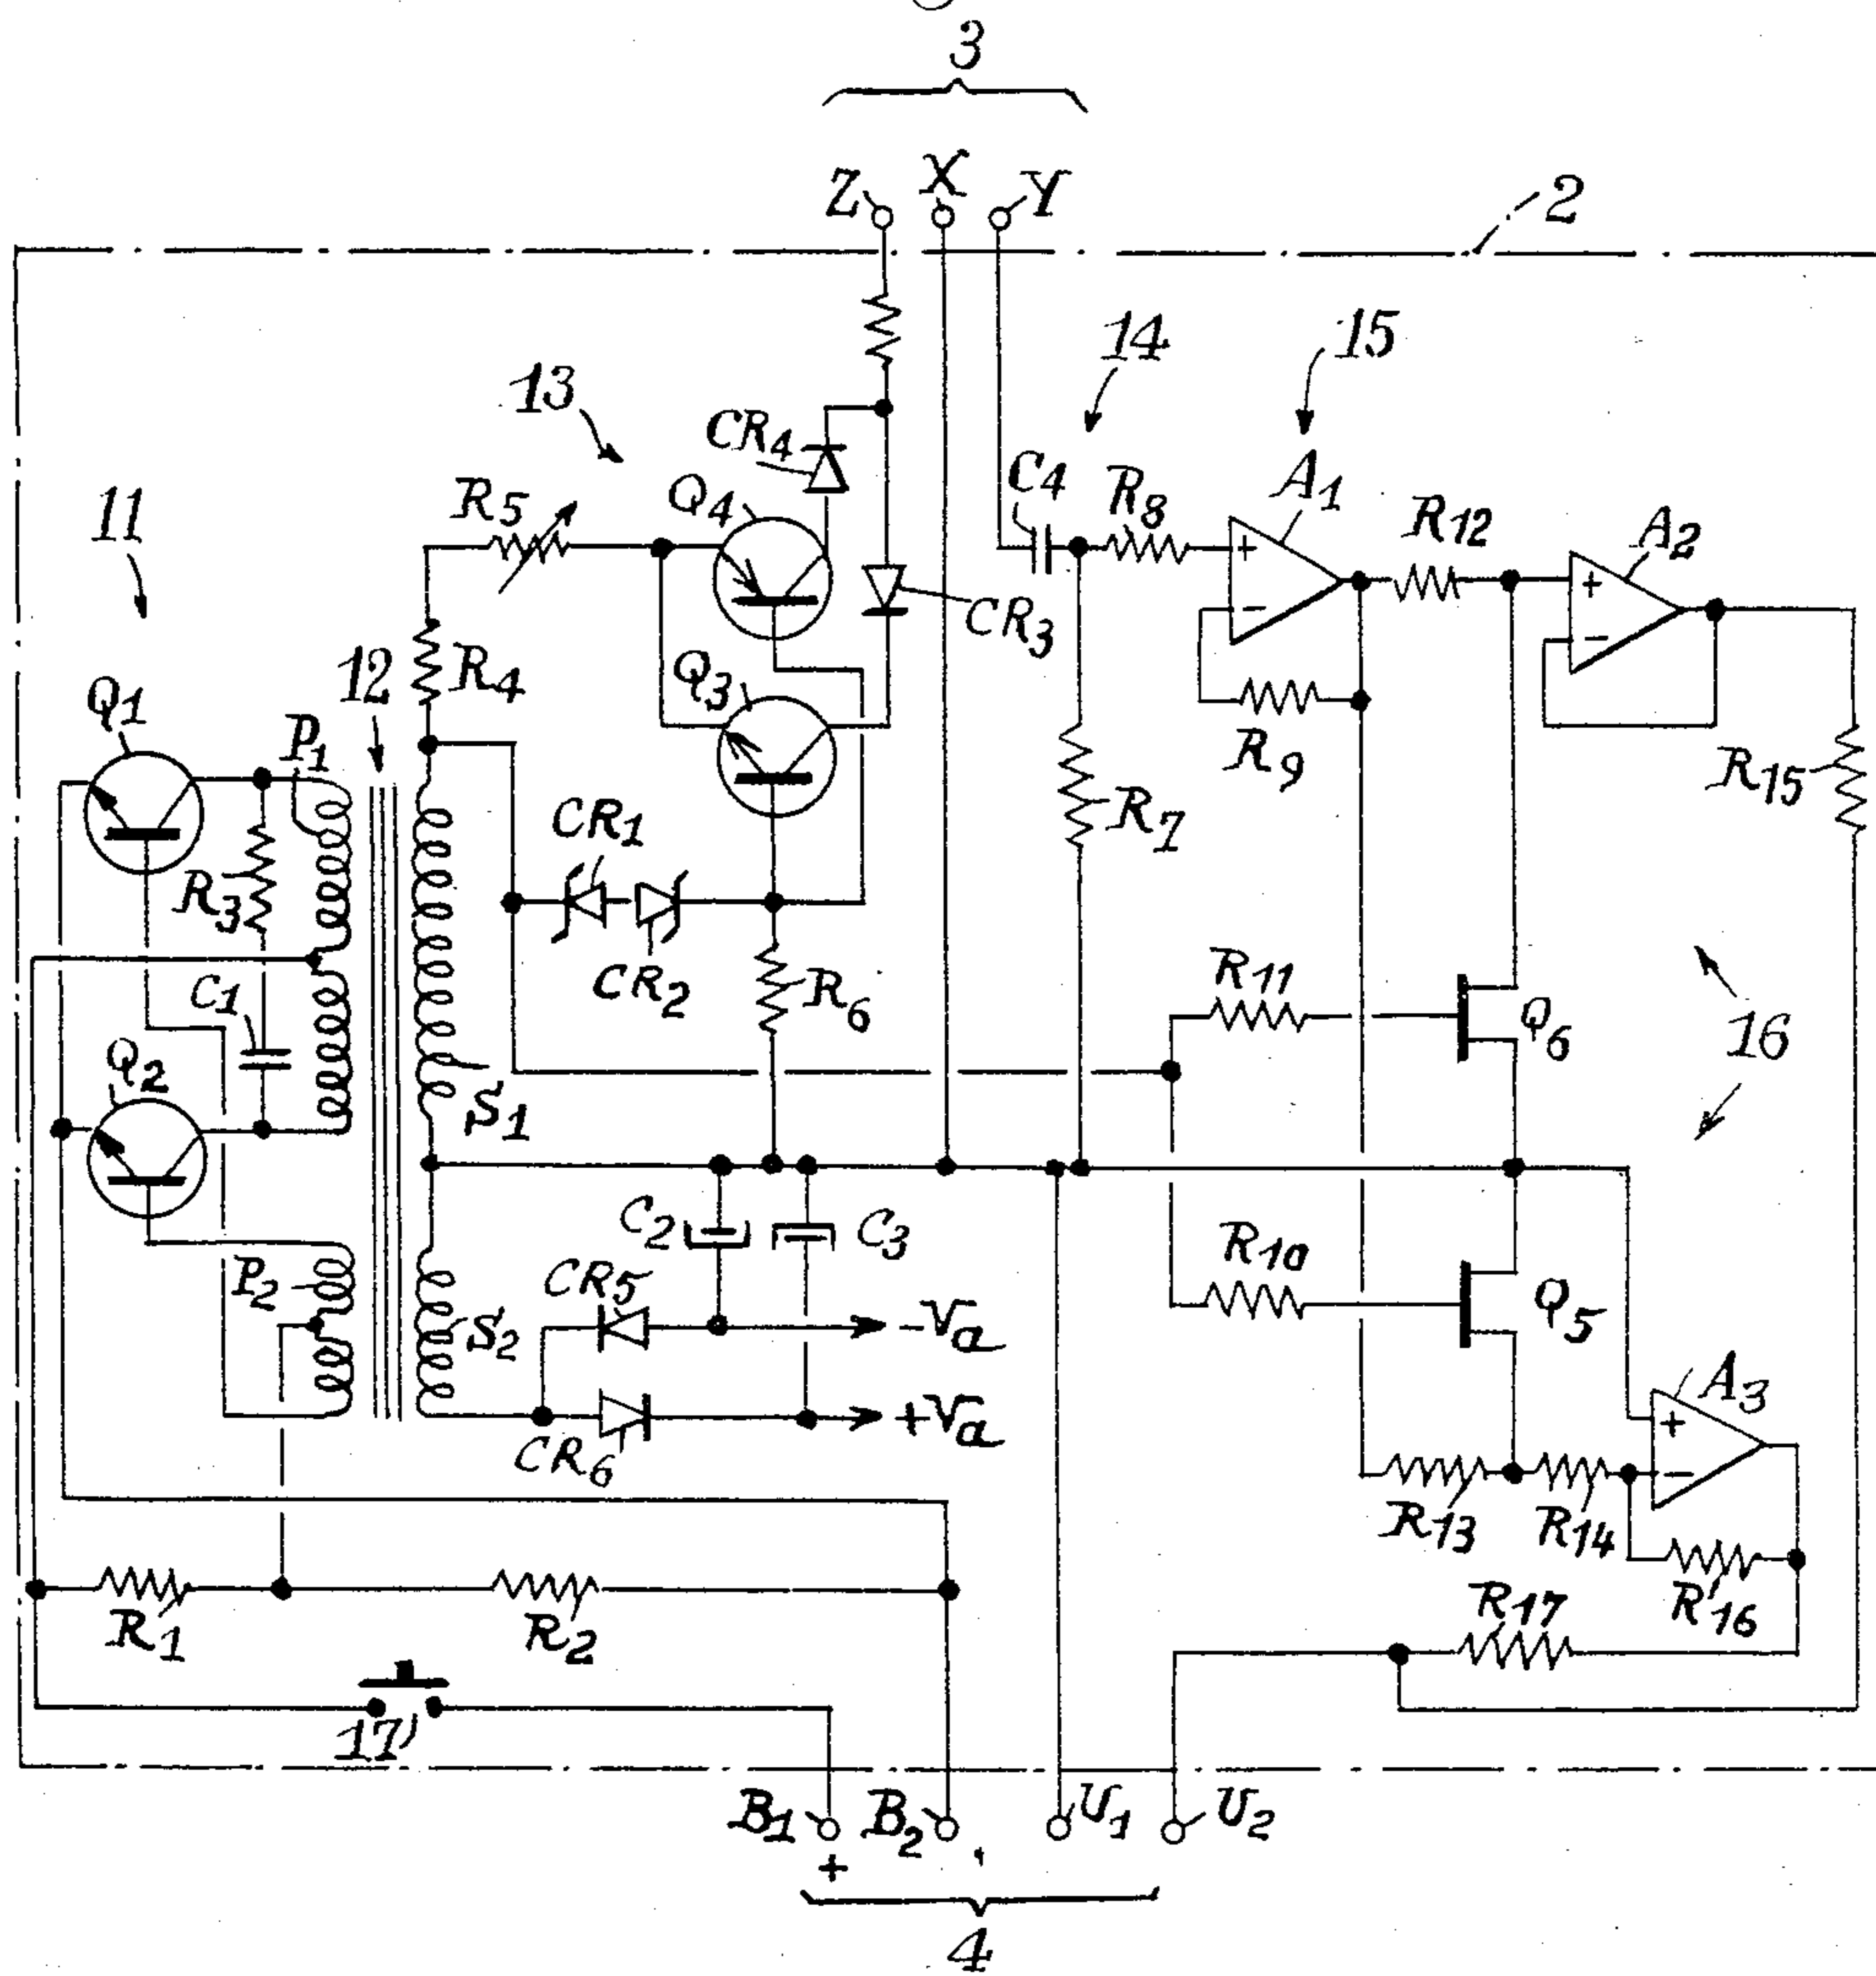 3
Z X Y
2
14 15
13
CR4
C4 R8 A1
R12 A2
R5 Q4
11
CR3
12 R4 Q3
Q1 P1
R9
R15
R7
CR1
R3
CR2 R6
R11
C1
Q6
16
Q2
S1
C2 C3
R10
P2
CR5
Q5
S2
-Va
A3
+Va
CR6
R13 R14
R1 R2
R17 R16
17
B1 B2 U1 U2
+
4